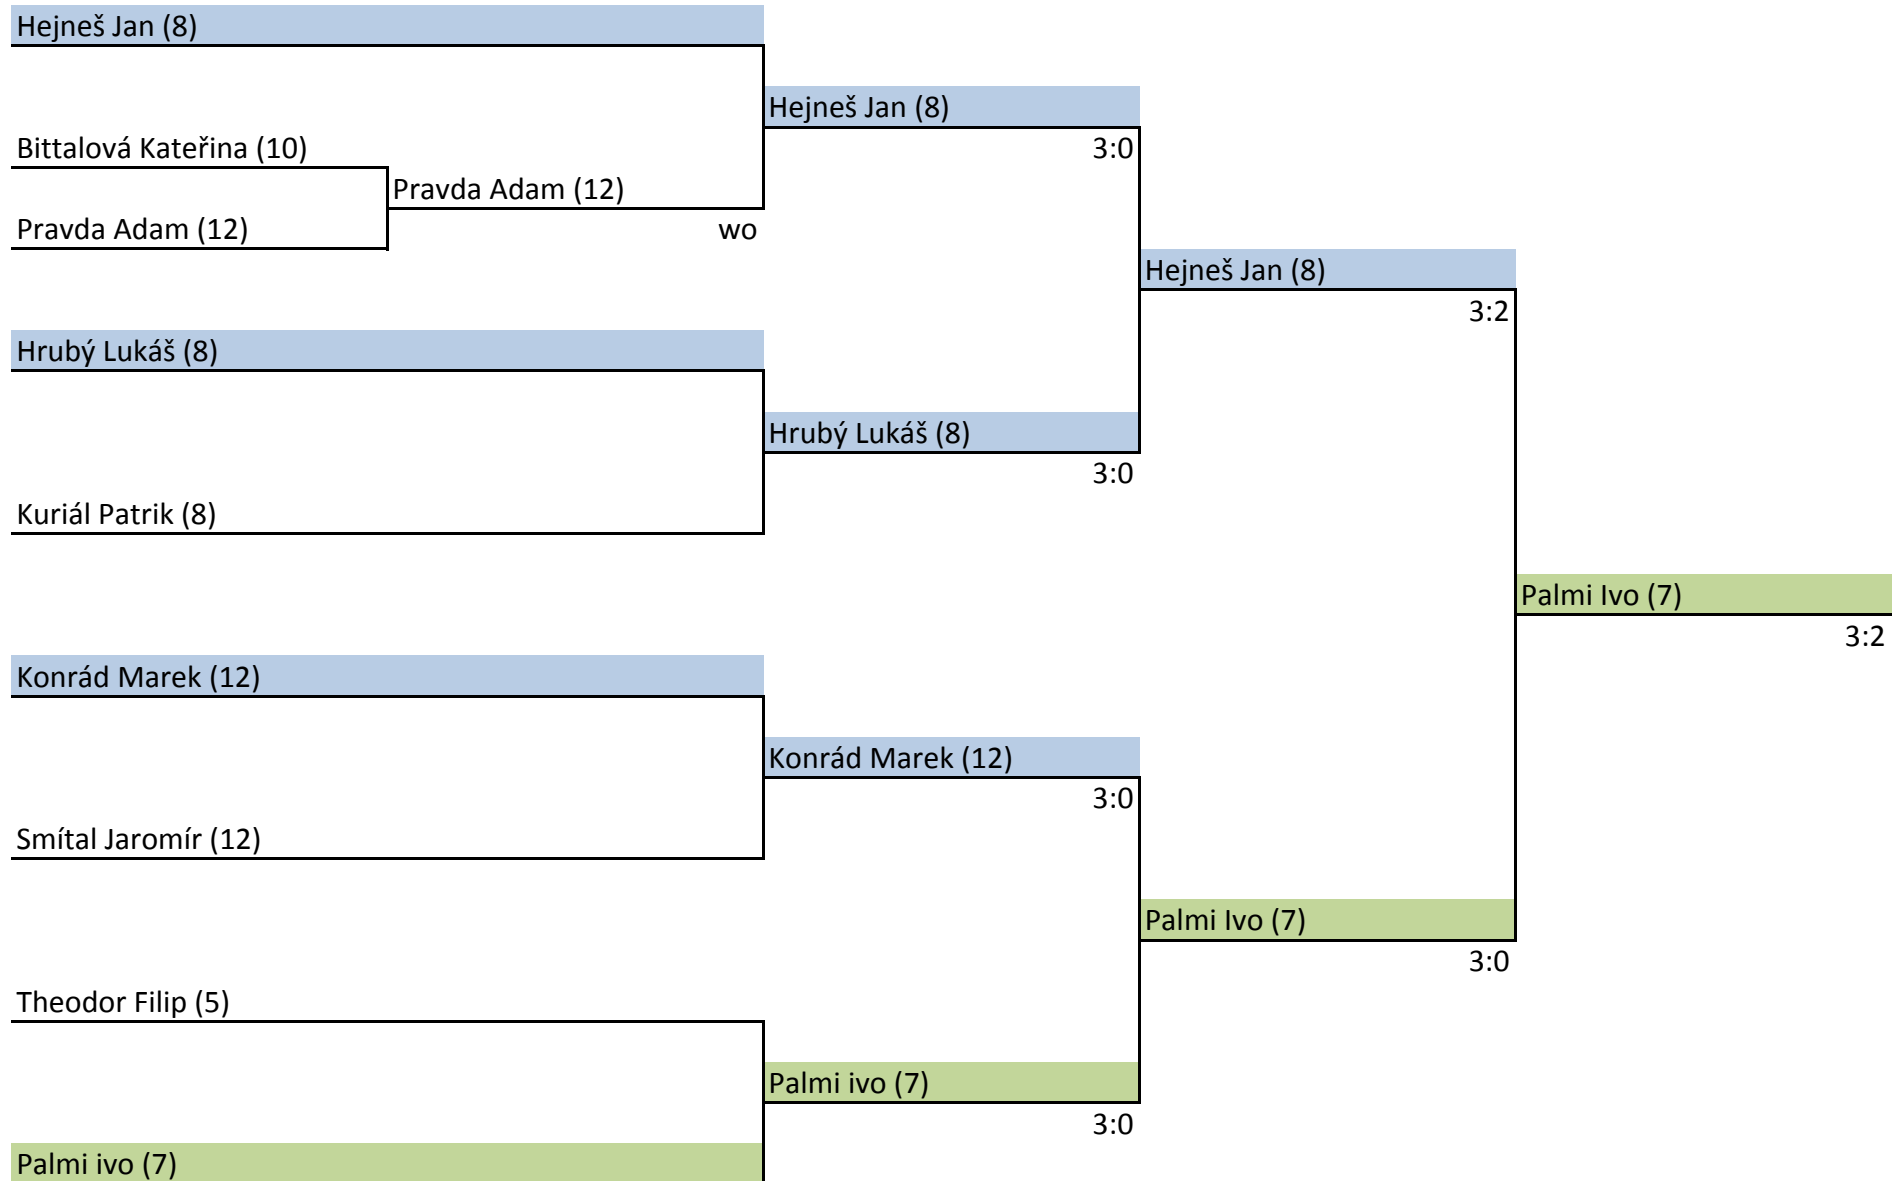 Hejneš Jan (8)
Hejneš Jan (8)
3:0
Bittalová Kateřina (10)
Pravda Adam (12)
Pravda Adam (12)
wo
Hejneš Jan (8)
3:2
Hrubý Lukáš (8)
Hrubý Lukáš (8)
3:0
Kuriál Patrik (8)
Palmi Ivo (7)
3:2
Konrád Marek (12)
Konrád Marek (12)
3:0
Smítal Jaromír (12)
Palmi Ivo (7)
3:0
Theodor Filip (5)
Palmi ivo (7)
3:0
Palmi ivo (7)